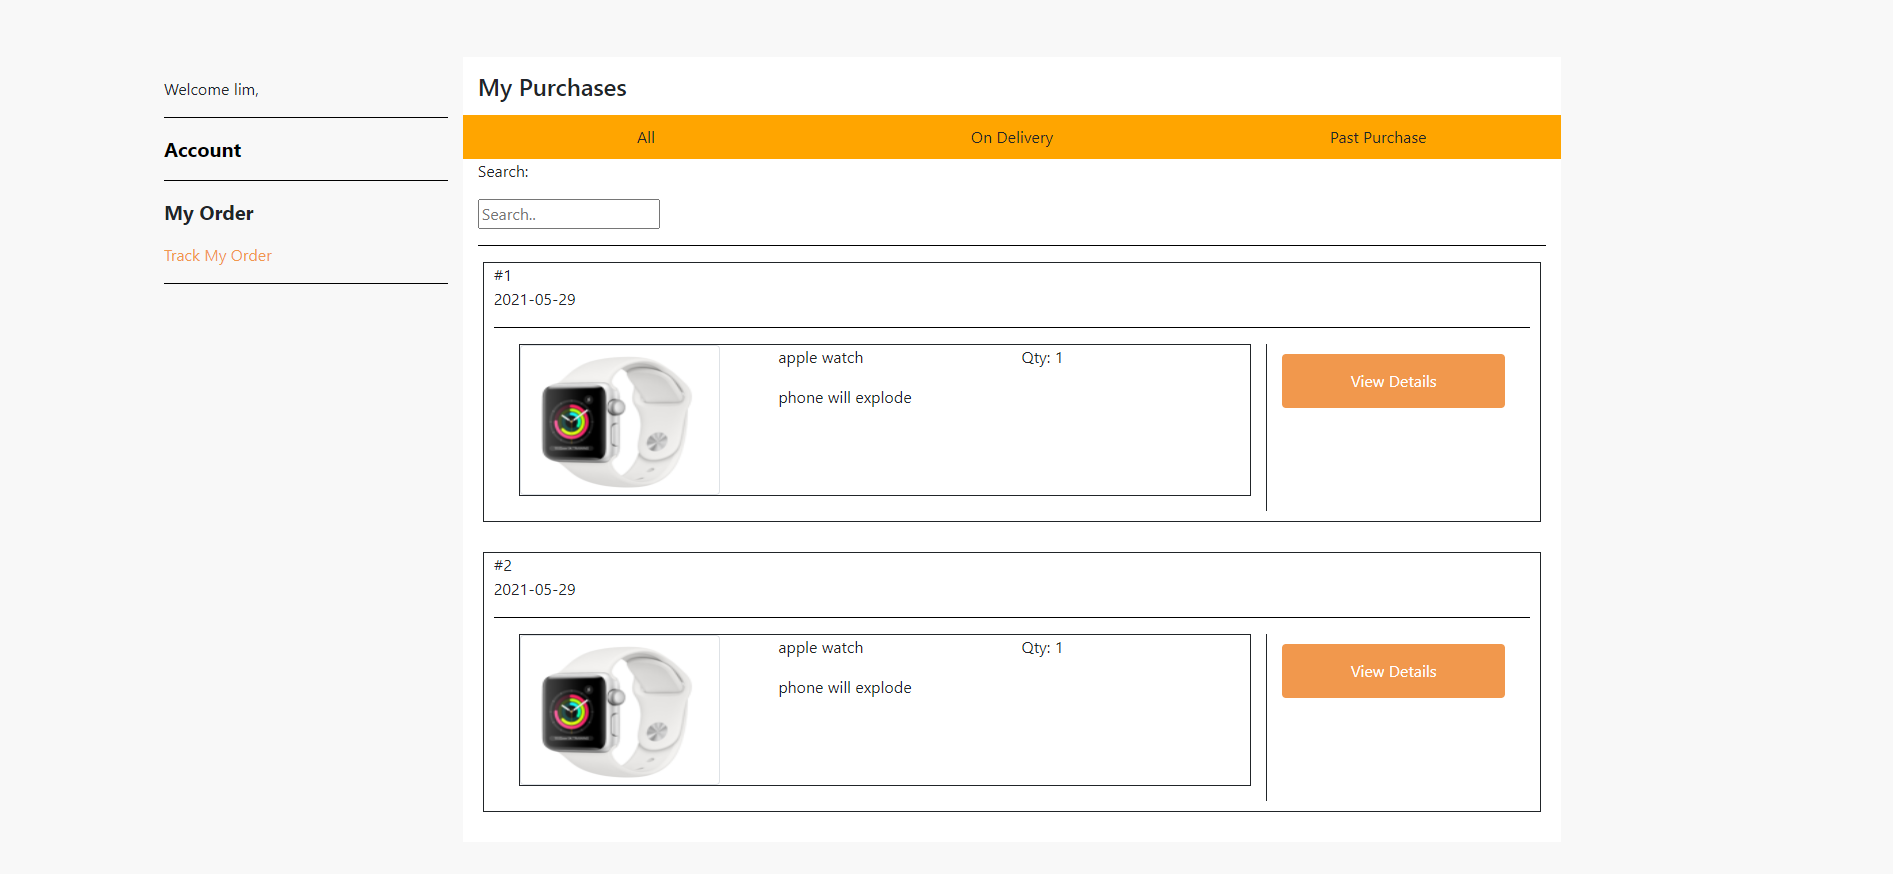 Welcome lim,
Account
My Order
Track My Order
My Purchases
All On Delivery Past Purchase
Search:
Search..
#1
2021-05-29
apple watch Qty: 1 View Details
phone will explode
#2
2021-05-29
apple watch Qty: 1 View Details
phone will explode